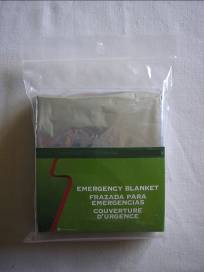 EMERGENCY BLANKET
FRAZADA PARA
EMERGENCIAS
COUVERTURE
D'URGENCE